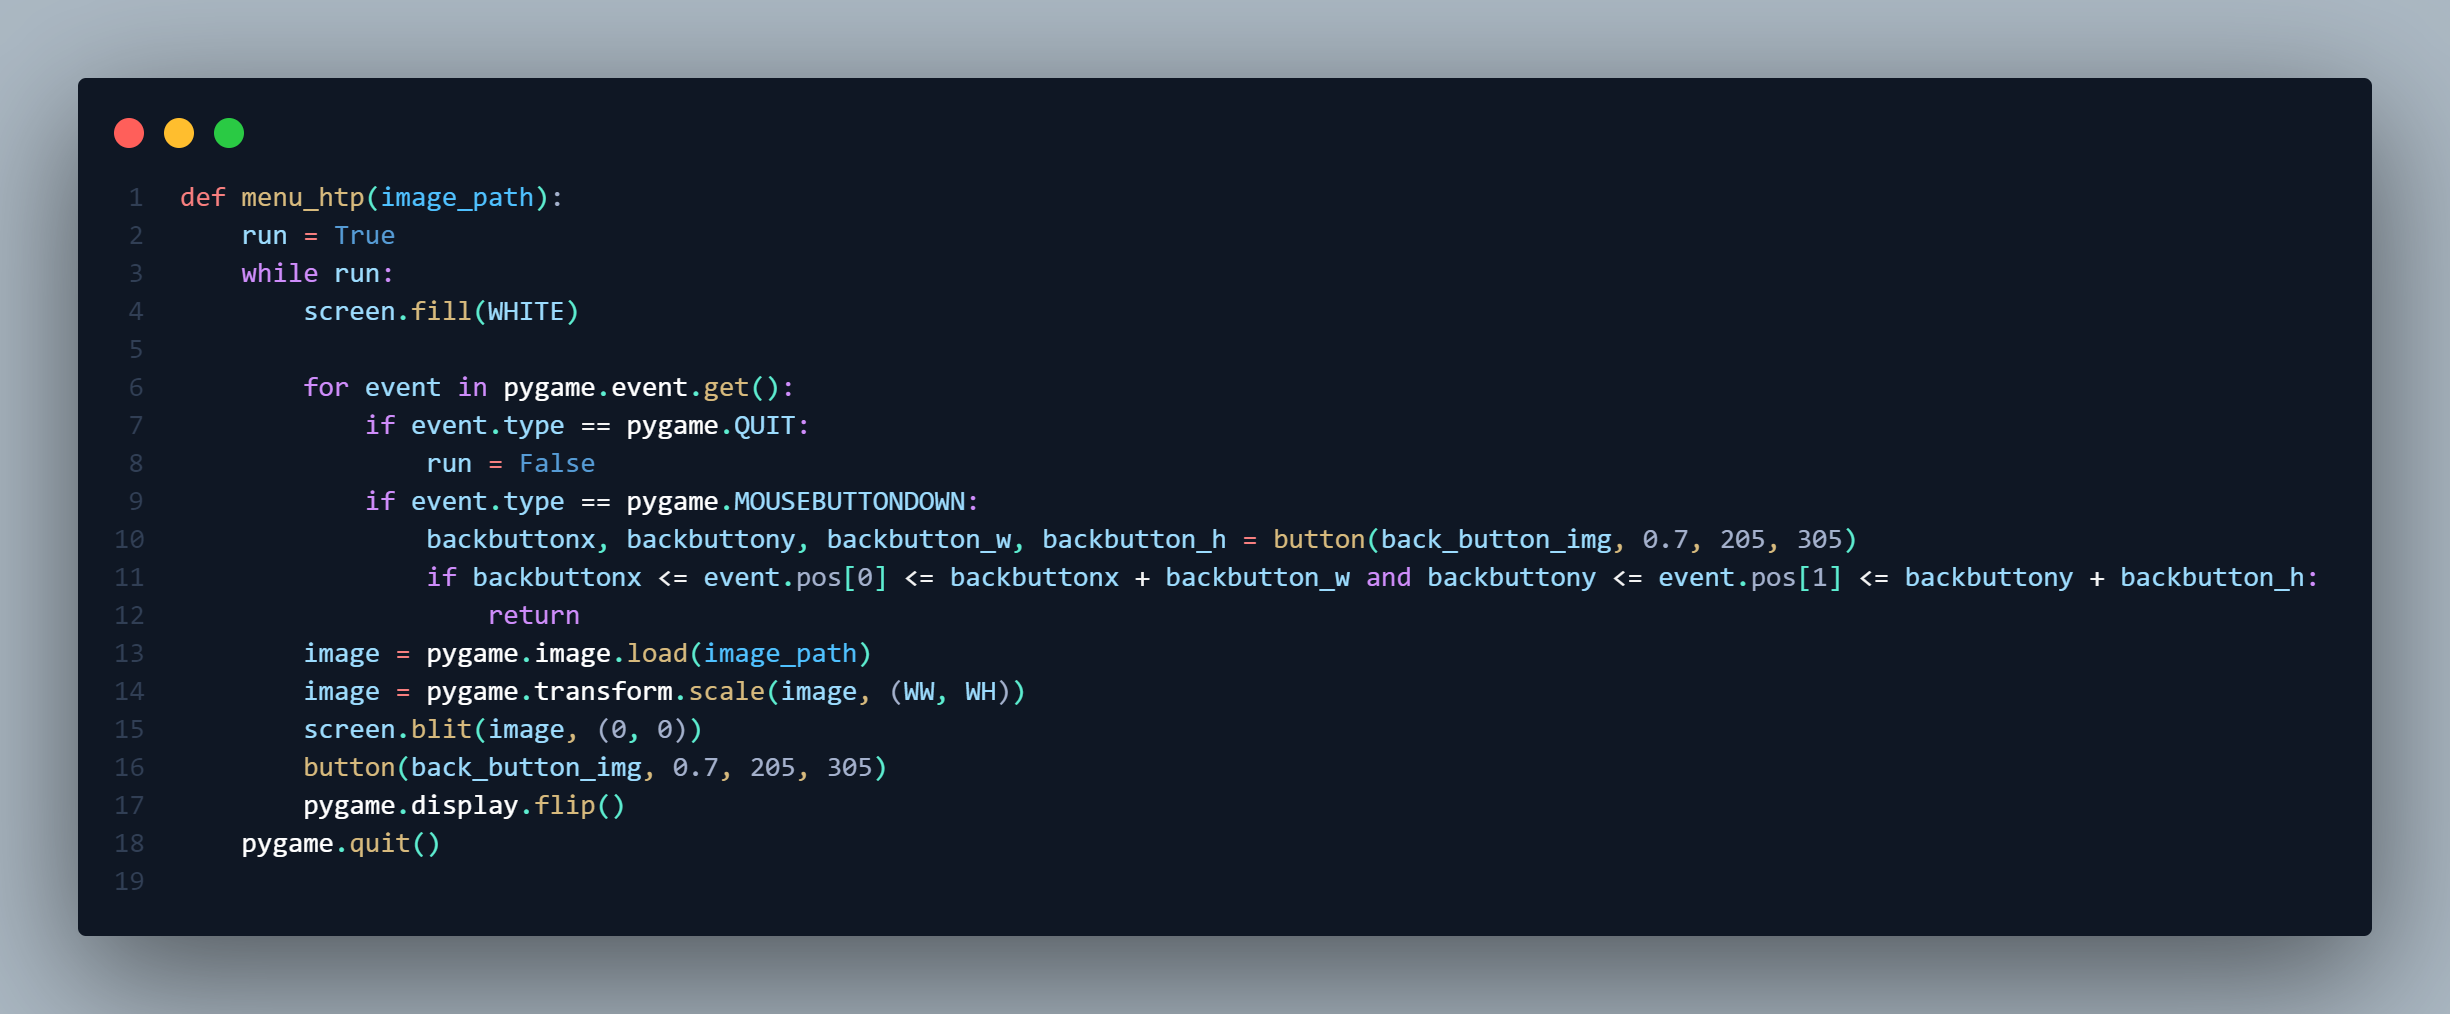 1 def menu_htp(image_path):
2     run = True
3     while run:
4         screen.fill(WHITE)
5
6         for event in pygame.event.get():
7             if event.type == pygame.QUIT:
8                 run = False
9             if event.type == pygame.MOUSEBUTTONDOWN:
10                 backbuttonx, backbuttony, backbutton_w, backbutton_h = button(back_button_img, 0.7, 205, 305)
11                 if backbuttonx <= event.pos[0] <= backbuttonx + backbutton_w and backbuttony <= event.pos[1] <= backbuttony + backbutton_h:
12                     return
13         image = pygame.image.load(image_path)
14         image = pygame.transform.scale(image, (WW, WH))
15         screen.blit(image, (0, 0))
16         button(back_button_img, 0.7, 205, 305)
17         pygame.display.flip()
18     pygame.quit()
19